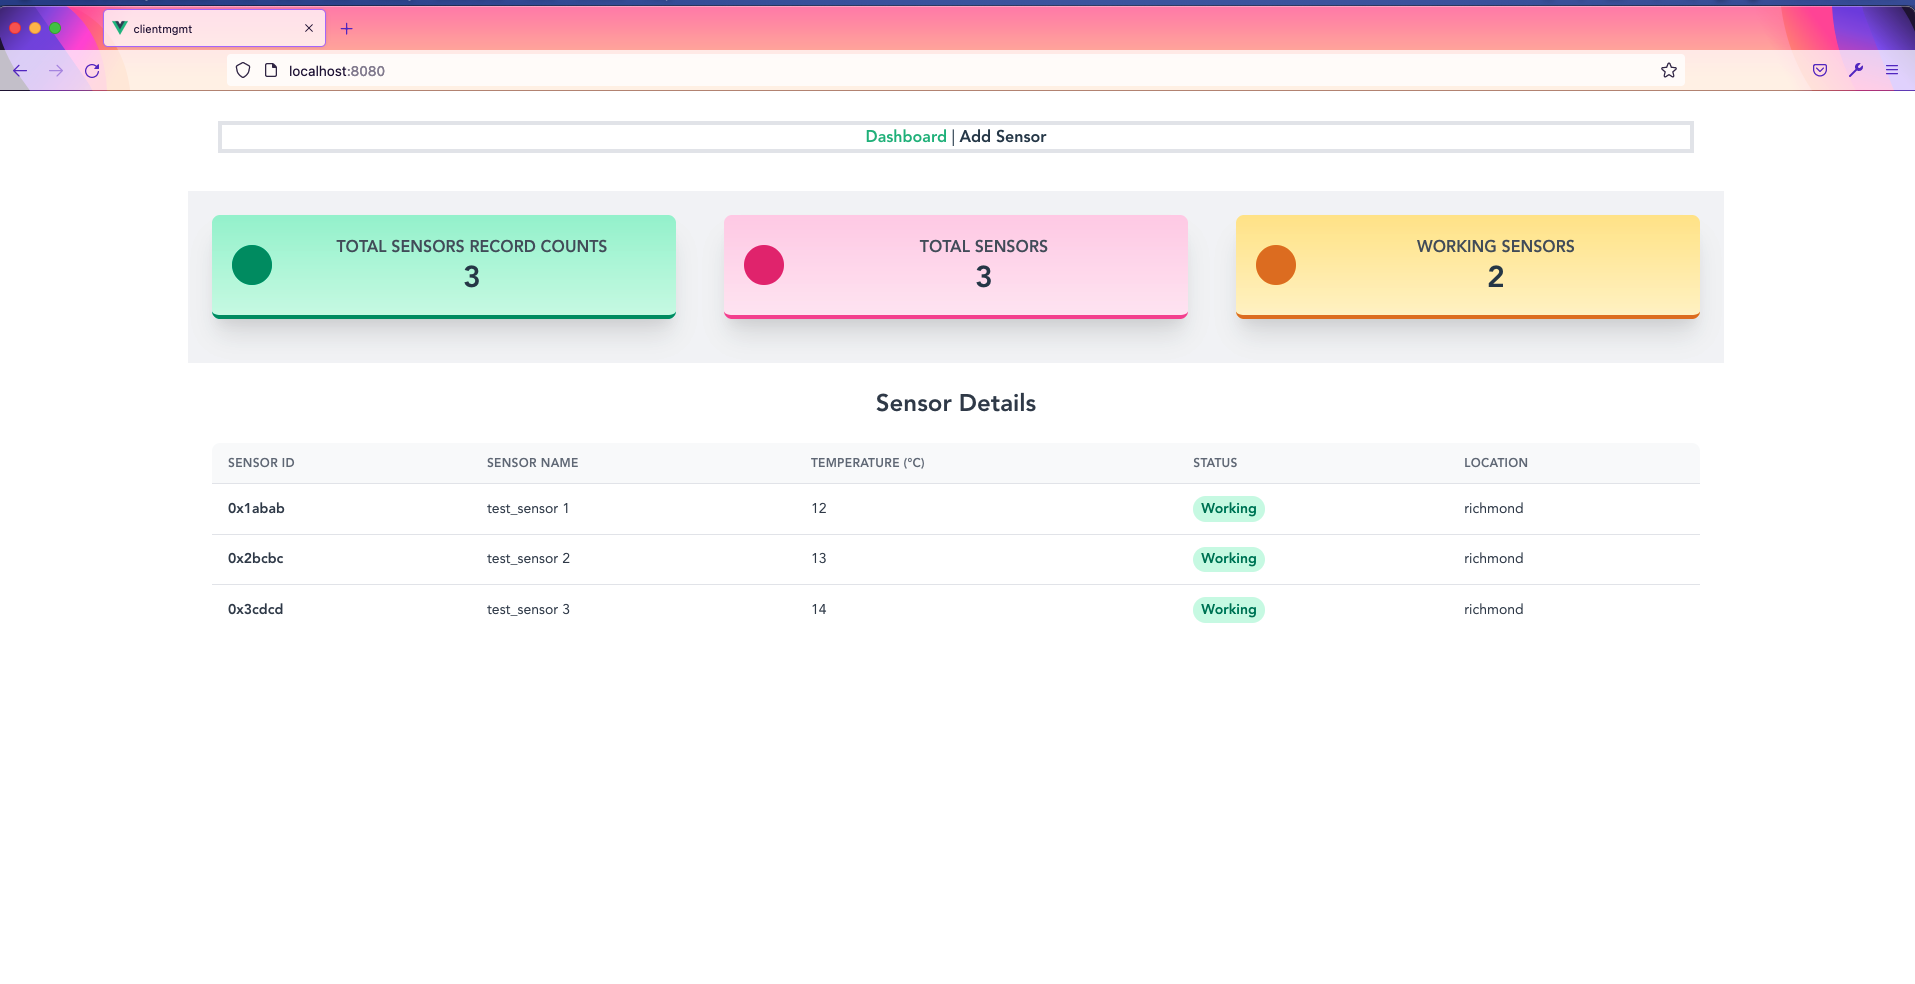 clientmgmt
localhost:8080
Dashboard | Add Sensor
TOTAL SENSORS RECORD COUNTS
3
TOTAL SENSORS
3
WORKING SENSORS
2
Sensor Details
SENSOR ID SENSOR NAME TEMPERATURE (°C) STATUS LOCATION
0x1abab test_sensor 1 12 Working richmond
0x2bcbc test_sensor 2 13 Working richmond
0x3cdcd test_sensor 3 14 Working richmond